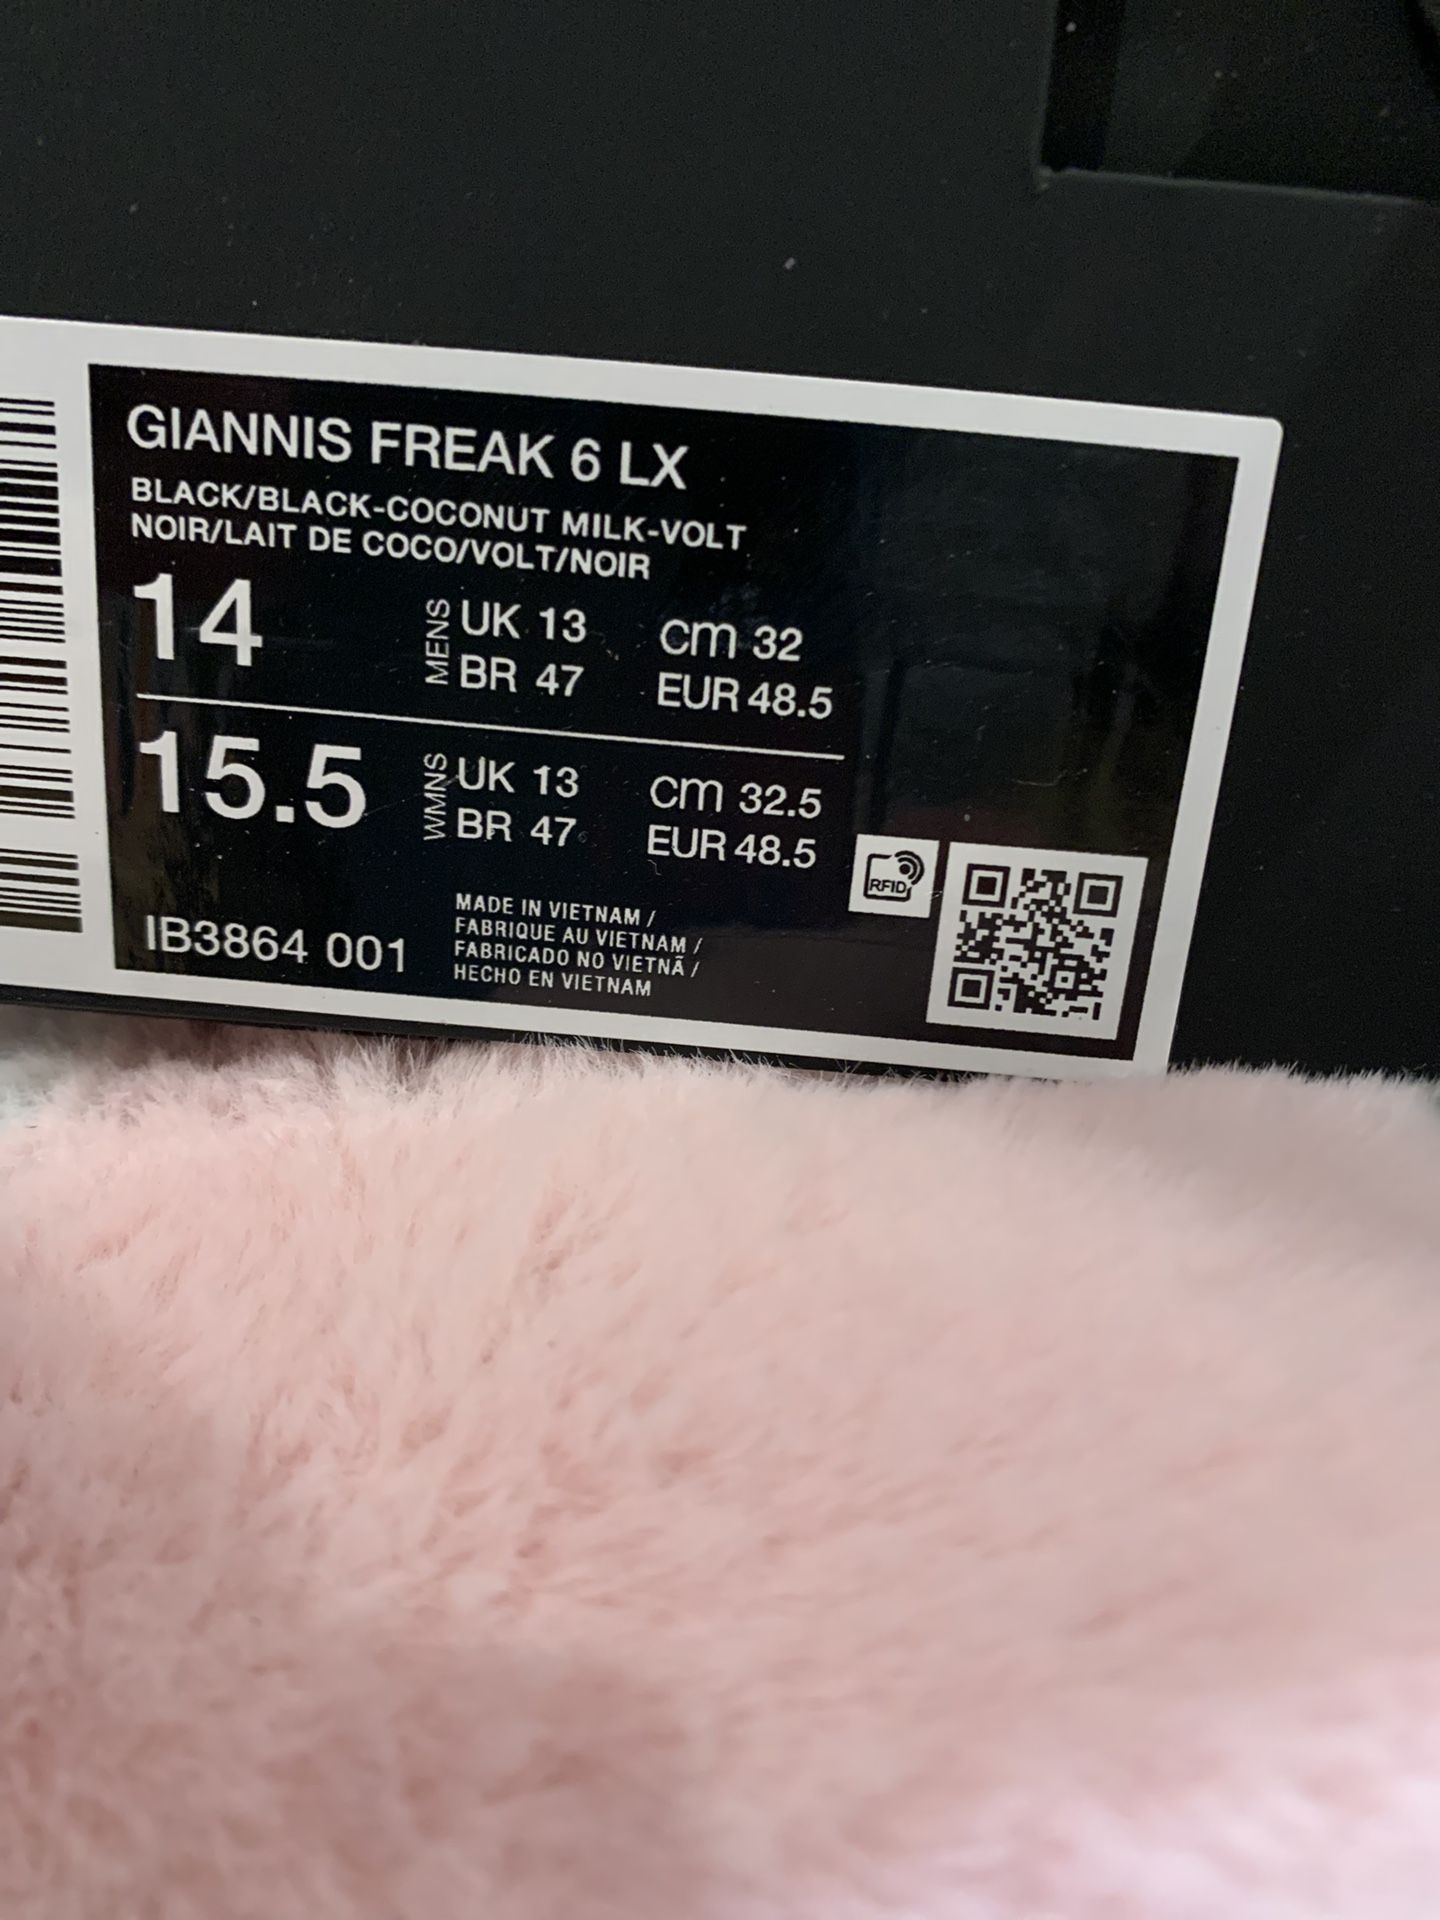 GIANNIS FREAK 6 LX
BLACK/BLACK-COCONUT MILK-VOLT
NOIR/LAIT DE COCO/VOLT/NOIR
14 MENS UK 13 cm 32
BR 47 EUR 48.5
15.5 WMNS UK 13 cm 32.5
BR 47 EUR 48.5
RFID
IB3864 001
MADE IN VIETNAM /
FABRIQUE AU VIETNAM /
FABRICADO NO VIETNÃ /
HECHO EN VIETNAM